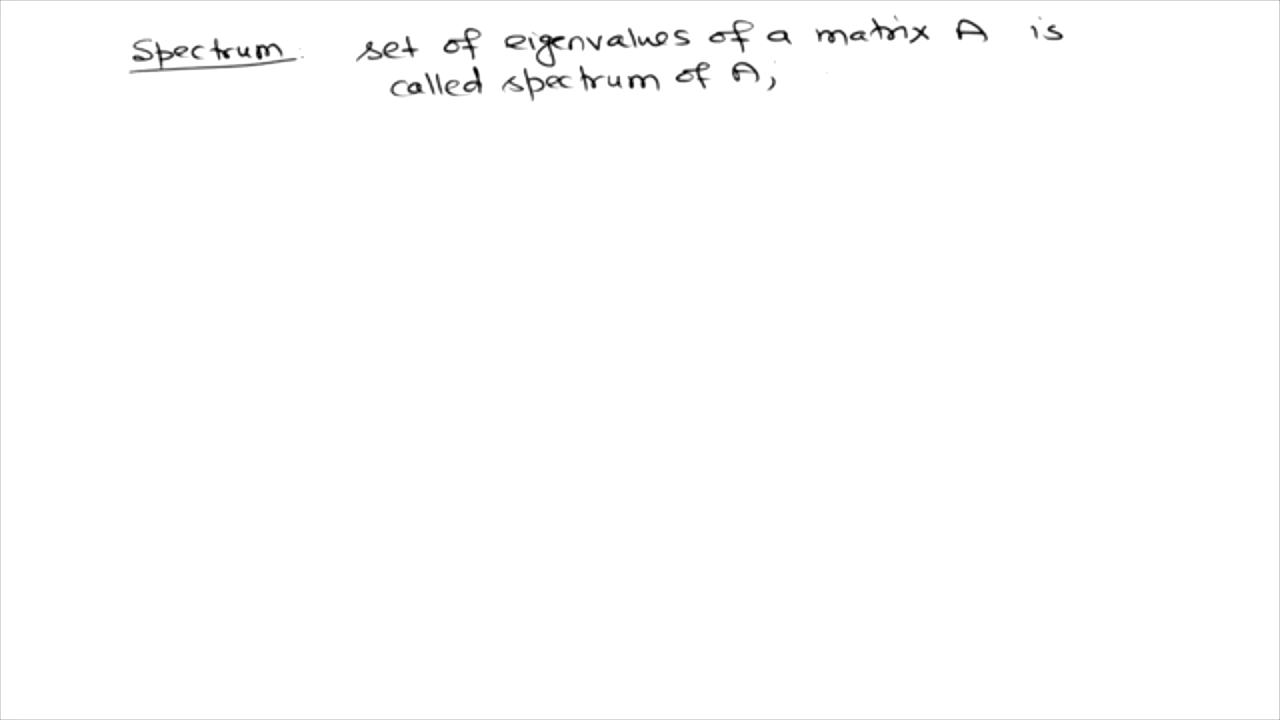 Spectrum: set of eigenvalues of a matrix A is
called spectrum of A;